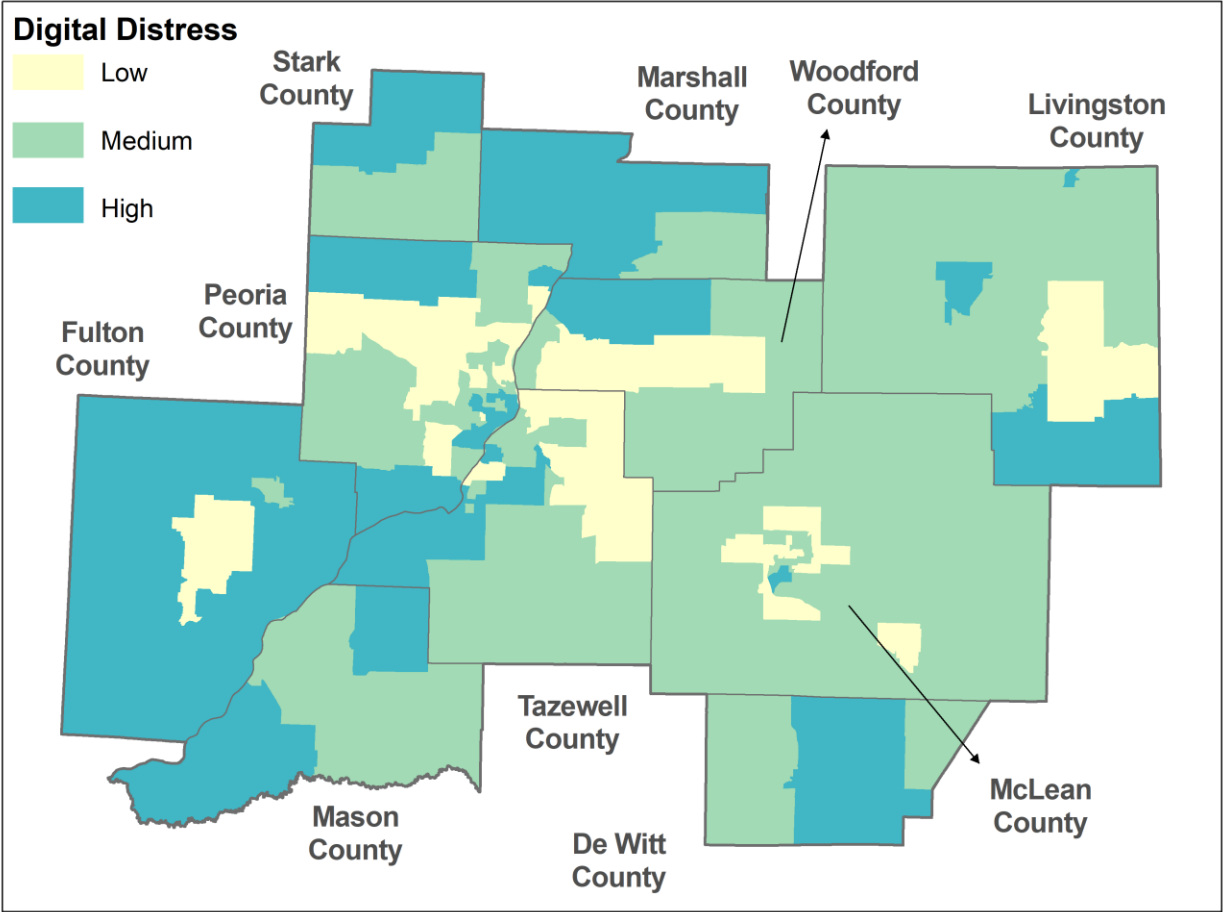 Digital Distress
Low
Medium
High
Stark
County
Marshall
County
Woodford
County
Livingston
County
Peoria
County
Fulton
County
Tazewell
County
Mason
County
De Witt
County
McLean
County